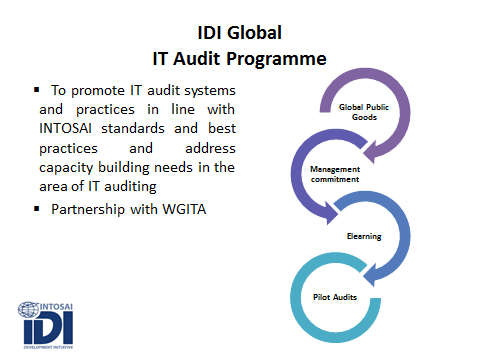 IDI Global
IT Audit Programme
▪ To promote IT audit systems
and practices in line with
INTOSAI standards and best
practices and address
capacity building needs in the
area of IT auditing
▪ Partnership with WGITA
Global Public
Goods
Management
commitment
Elearning
Pilot Audits
INTOSAI
IDI
DEVELOPMENT INITIATIVE